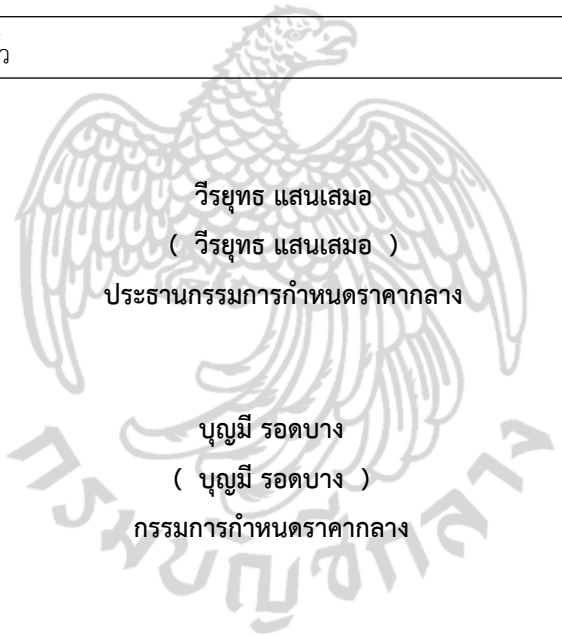 วีรยุทธ แสนเสมอ
( วีรยุทธ แสนเสมอ )
ประธานกรรมการกำหนดราคากลาง
บุญมี รอดบาง
( บุญมี รอดบาง )
กรรมการกำหนดราคากลาง
กรมบัญชีกลาง